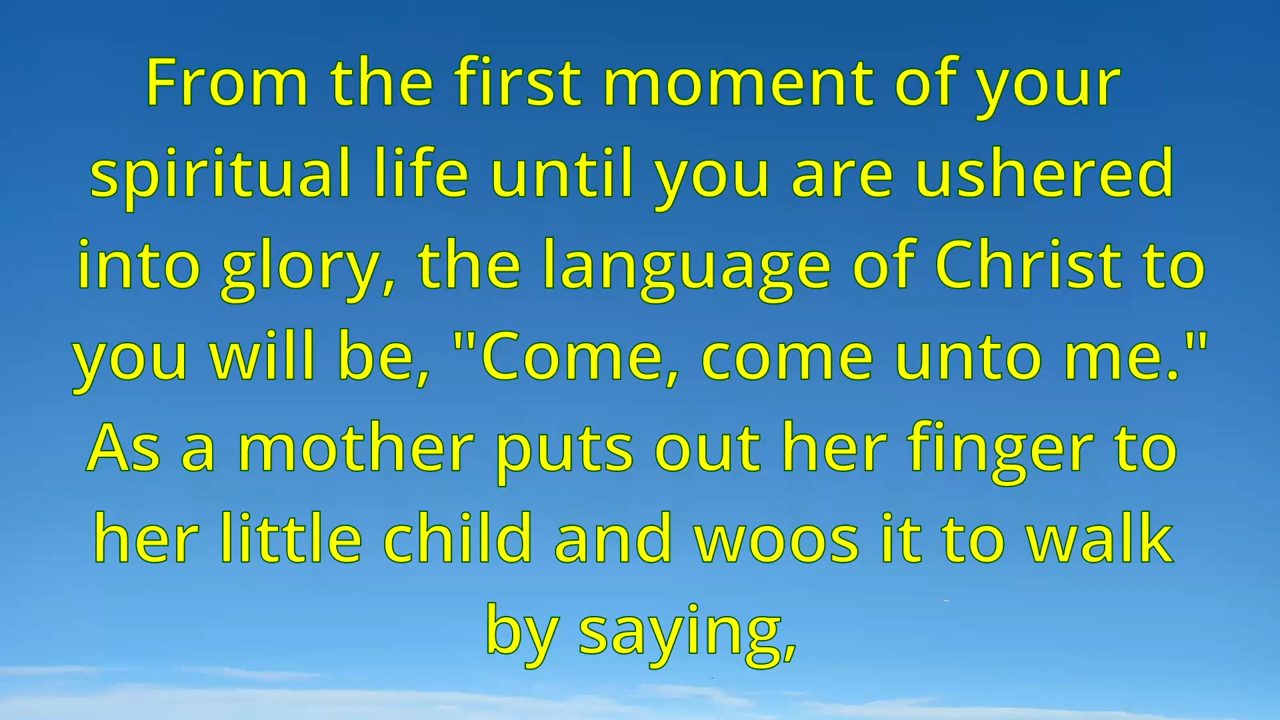 From the first moment of your
spiritual life until you are ushered
into glory, the language of Christ to
you will be, "Come, come unto me."
As a mother puts out her finger to
her little child and woos it to walk
by saying,